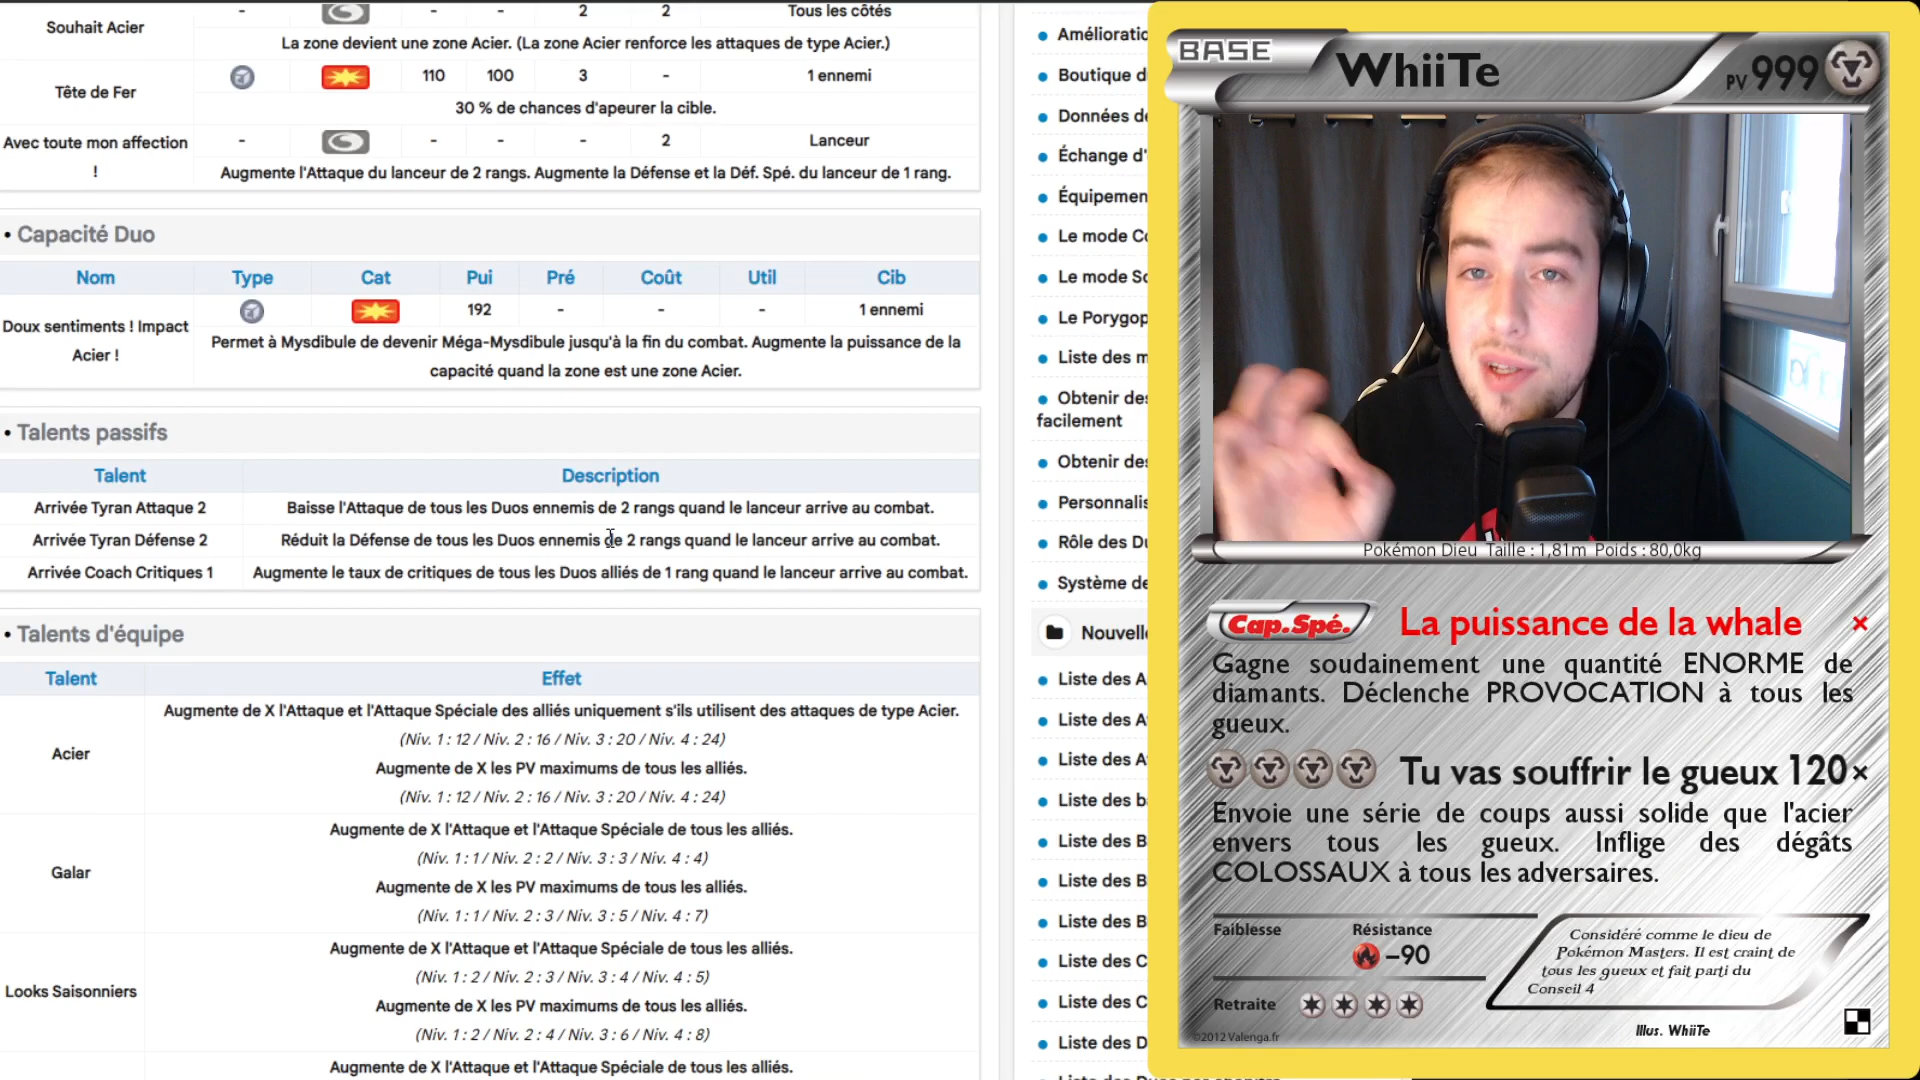 Souhait Acier
-
-
-
2
2
Tous les côtés
La zone devient une zone Acier. (La zone Acier renforce les attaques de type Acier.)
Tête de Fer
110
100
3
-
1 ennemi
30 % de chances d'apeurer la cible.
Avec toute mon affection
!
-
-
-
-
2
Lanceur
Augmente l'Attaque du lanceur de 2 rangs. Augmente la Défense et la Déf. Spé. du lanceur de 1 rang.
• Capacité Duo
Nom Type Cat Pui Pré Coût Util Cib
Doux sentiments ! Impact
Acier !
192
-
-
-
1 ennemi
Permet à Mysdibule de devenir Méga-Mysdibule jusqu'à la fin du combat. Augmente la puissance de la
capacité quand la zone est une zone Acier.
• Talents passifs
Talent Description
Arrivée Tyran Attaque 2 Baisse l'Attaque de tous les Duos ennemis de 2 rangs quand le lanceur arrive au combat.
Arrivée Tyran Défense 2 Réduit la Défense de tous les Duos ennemis de 2 rangs quand le lanceur arrive au combat.
Arrivée Coach Critiques 1 Augmente le taux de critiques de tous les Duos alliés de 1 rang quand le lanceur arrive au combat.
• Talents d'équipe
Talent Effet
Acier
Augmente de X l'Attaque et l'Attaque Spéciale des alliés uniquement s'ils utilisent des attaques de type Acier.
(Niv. 1 : 12 / Niv. 2 : 16 / Niv. 3 : 20 / Niv. 4 : 24)
Augmente de X les PV maximums de tous les alliés.
(Niv. 1 : 12 / Niv. 2 : 16 / Niv. 3 : 20 / Niv. 4 : 24)
Galar
Augmente de X l'Attaque et l'Attaque Spéciale de tous les alliés.
(Niv. 1 : 1 / Niv. 2 : 2 / Niv. 3 : 3 / Niv. 4 : 4)
Augmente de X les PV maximums de tous les alliés.
(Niv. 1 : 1 / Niv. 2 : 3 / Niv. 3 : 5 / Niv. 4 : 7)
Looks Saisonniers
Augmente de X l'Attaque et l'Attaque Spéciale de tous les alliés.
(Niv. 1 : 2 / Niv. 2 : 3 / Niv. 3 : 4 / Niv. 4 : 5)
Augmente de X les PV maximums de tous les alliés.
(Niv. 1 : 2 / Niv. 2 : 4 / Niv. 3 : 6 / Niv. 4 : 8)
Augmente de X l'Attaque et l'Attaque Spéciale de tous les alliés.
Amélioratio
Boutique d
Données de
Échange d'
Équipemen
Le mode Co
Le mode Sc
Le Porygop
Liste des m
Obtenir des
facilement
Obtenir des
Personnalis
Rôle des Du
Système de
Nouvelle
Liste des A
Liste des A
Liste des A
Liste des ba
Liste des B
Liste des B
Liste des B
Liste des C
Liste des C
Liste des D
BASE
WhiiTe
PV 999
Pokémon Dieu Taille : 1,81m Poids : 80,0kg
Cap.Spé. La puissance de la whale ×
Gagne soudainement une quantité ENORME de
diamants. Déclenche PROVOCATION à tous les
gueux.
Tu vas souffrir le gueux 120×
Envoie une série de coups aussi solide que l'acier
envers tous les gueux. Inflige des dégâts
COLOSSAUX à tous les adversaires.
Faiblesse
Résistance
-90
Retraite
Considéré comme le dieu de
Pokémon Masters. Il est craint de
tous les gueux et fait parti du
Conseil 4
Illus. WhiiTe
©2012 Valenga.fr